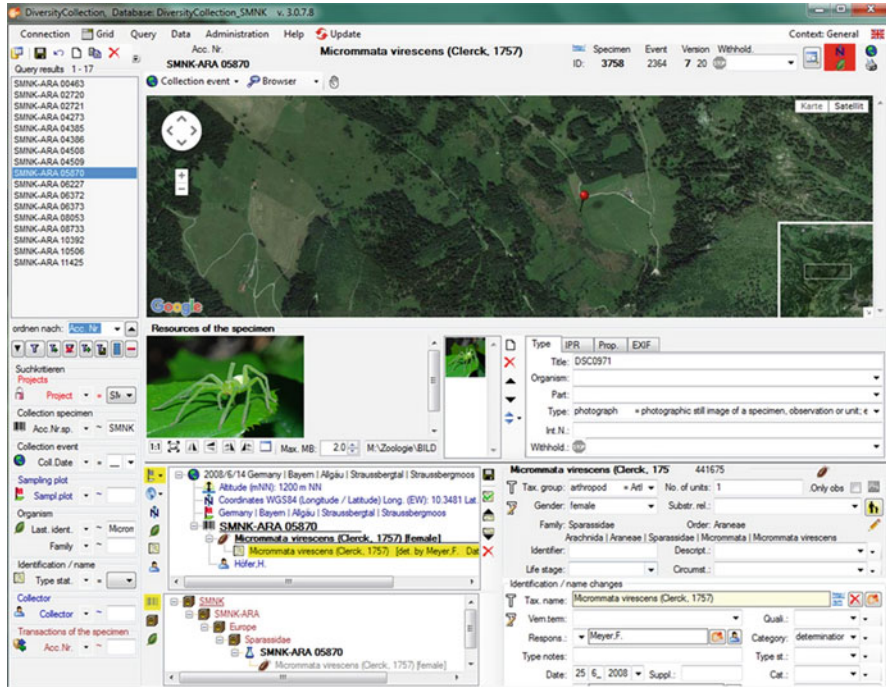 DiversityCollection, Database: DiversityCollection_SMNK v. 3.0.7.8
Connection Grid Query Data Administration Help Update Context: General
Query results 1 - 17
Acc. Nr.
SMNK-ARA 05870
Micrommata virescens (Clerck, 1757)
Specimen Event Version Withhold.
ID: 3758 2364 7 20
SMNK-ARA 00463
SMNK-ARA 02720
SMNK-ARA 02721
SMNK-ARA 04273
SMNK-ARA 04385
SMNK-ARA 04386
SMNK-ARA 04508
SMNK-ARA 04509
SMNK-ARA 05870
SMNK-ARA 06227
SMNK-ARA 06372
SMNK-ARA 06373
SMNK-ARA 08053
SMNK-ARA 08733
SMNK-ARA 10392
SMNK-ARA 10506
SMNK-ARA 11425
Collection event Browser
Karte Satellit
Google
ordnen nach: Acc. Nr.
Suchkriterien
Projects
Project = SN
Collection specimen
Acc.Nr.sp. ~ SMNK
Collection event
Coll.Date =
Sampling plot
Sampl plot ~
Organism
Last. ident. ~ Microm
Family ~
Identification / name
Type stat. =
Collector
Collector ~
Transactions of the specimen
Acc.Nr. ~
Resources of the specimen
1:1 Max. MB: 2.0 M:\Zoologie\BILD
Type IPR Prop. EXIF
Title: DSC0971
Organism:
Part:
Type: photograph = photographic still image of a specimen, observation or unit; e
Int.N.:
Withhold.:
2008/6/14 Germany | Bayern | Allgäu | Straussbergtal | Straussbergmoos
Altitude (mNN): 1200 m NN
Coordinates WGS84 (Longitude / Latitude) Long. (EW): 10.3481 Lat
Germany | Bayern | Allgäu | Straussbergtal | Straussbergmoos
SMNK-ARA 05870
Micrommata virescens (Clerck, 1757) [female]
Micrommata virescens (Clerck, 1757) [det. by Meyer,F. Dat
Höfer,H.
SMNK
SMNK-ARA
Europe
Sparassidae
SMNK-ARA 05870
Micrommata virescens (Clerck, 1757) [female]
Micrommata virescens (Clerck, 175 441675
Tax. group: arthropod = Artl No. of units: 1 Only obs
Gender: female Substr. rel.:
Family: Sparassidae Order: Araneae
Arachnida | Araneae | Sparassidae | Micrommata | Micrommata virescens
Identifier: Descript.:
Life stage: Circumst.:
Identification / name changes
Tax. name: Micrommata virescens (Clerck, 1757)
Vern.term: Quali.:
Respons.: Meyer,F. Category: determination
Type notes: Type st.:
Date: 25 6_ 2008 Suppl.: Cat.: